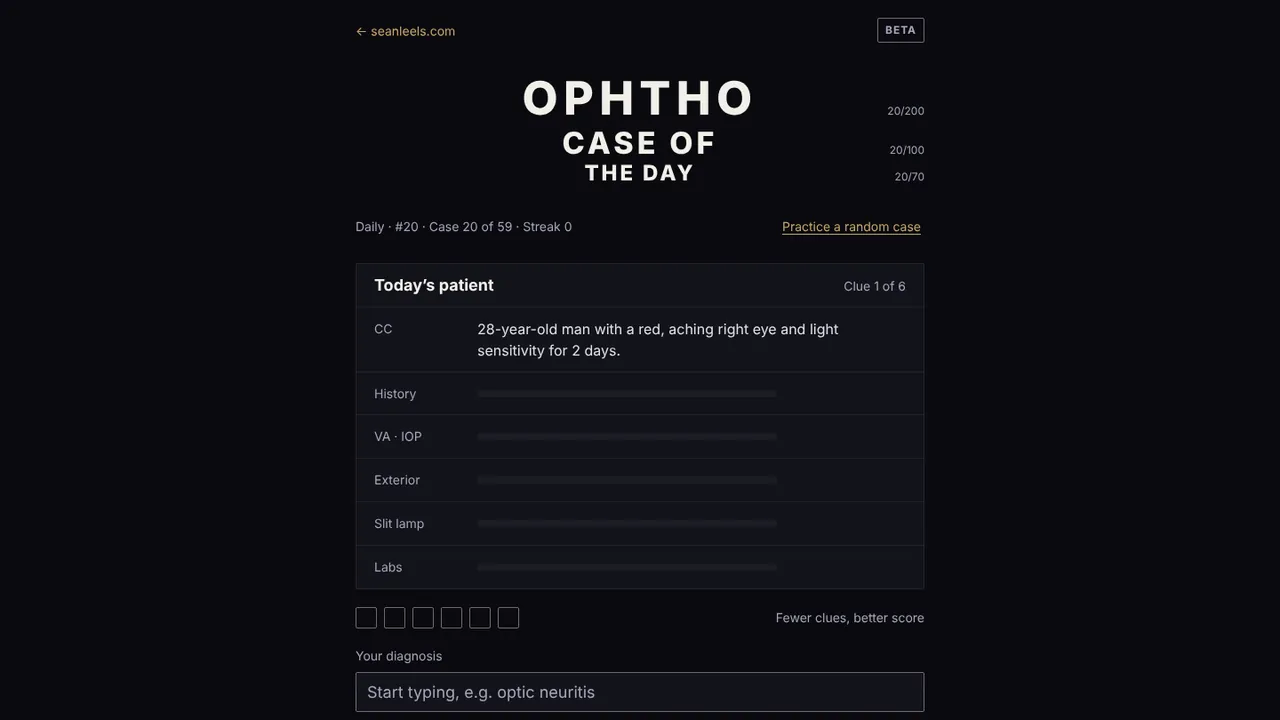 ← seanleels.com
BETA
OPHTHO
20/200
CASE OF
20/100
THE DAY
20/70
Daily · #20 · Case 20 of 59 · Streak 0
Practice a random case
Today’s patient
Clue 1 of 6
CC
28-year-old man with a red, aching right eye and light
sensitivity for 2 days.
History
VA · IOP
Exterior
Slit lamp
Labs
Fewer clues, better score
Your diagnosis
Start typing, e.g. optic neuritis